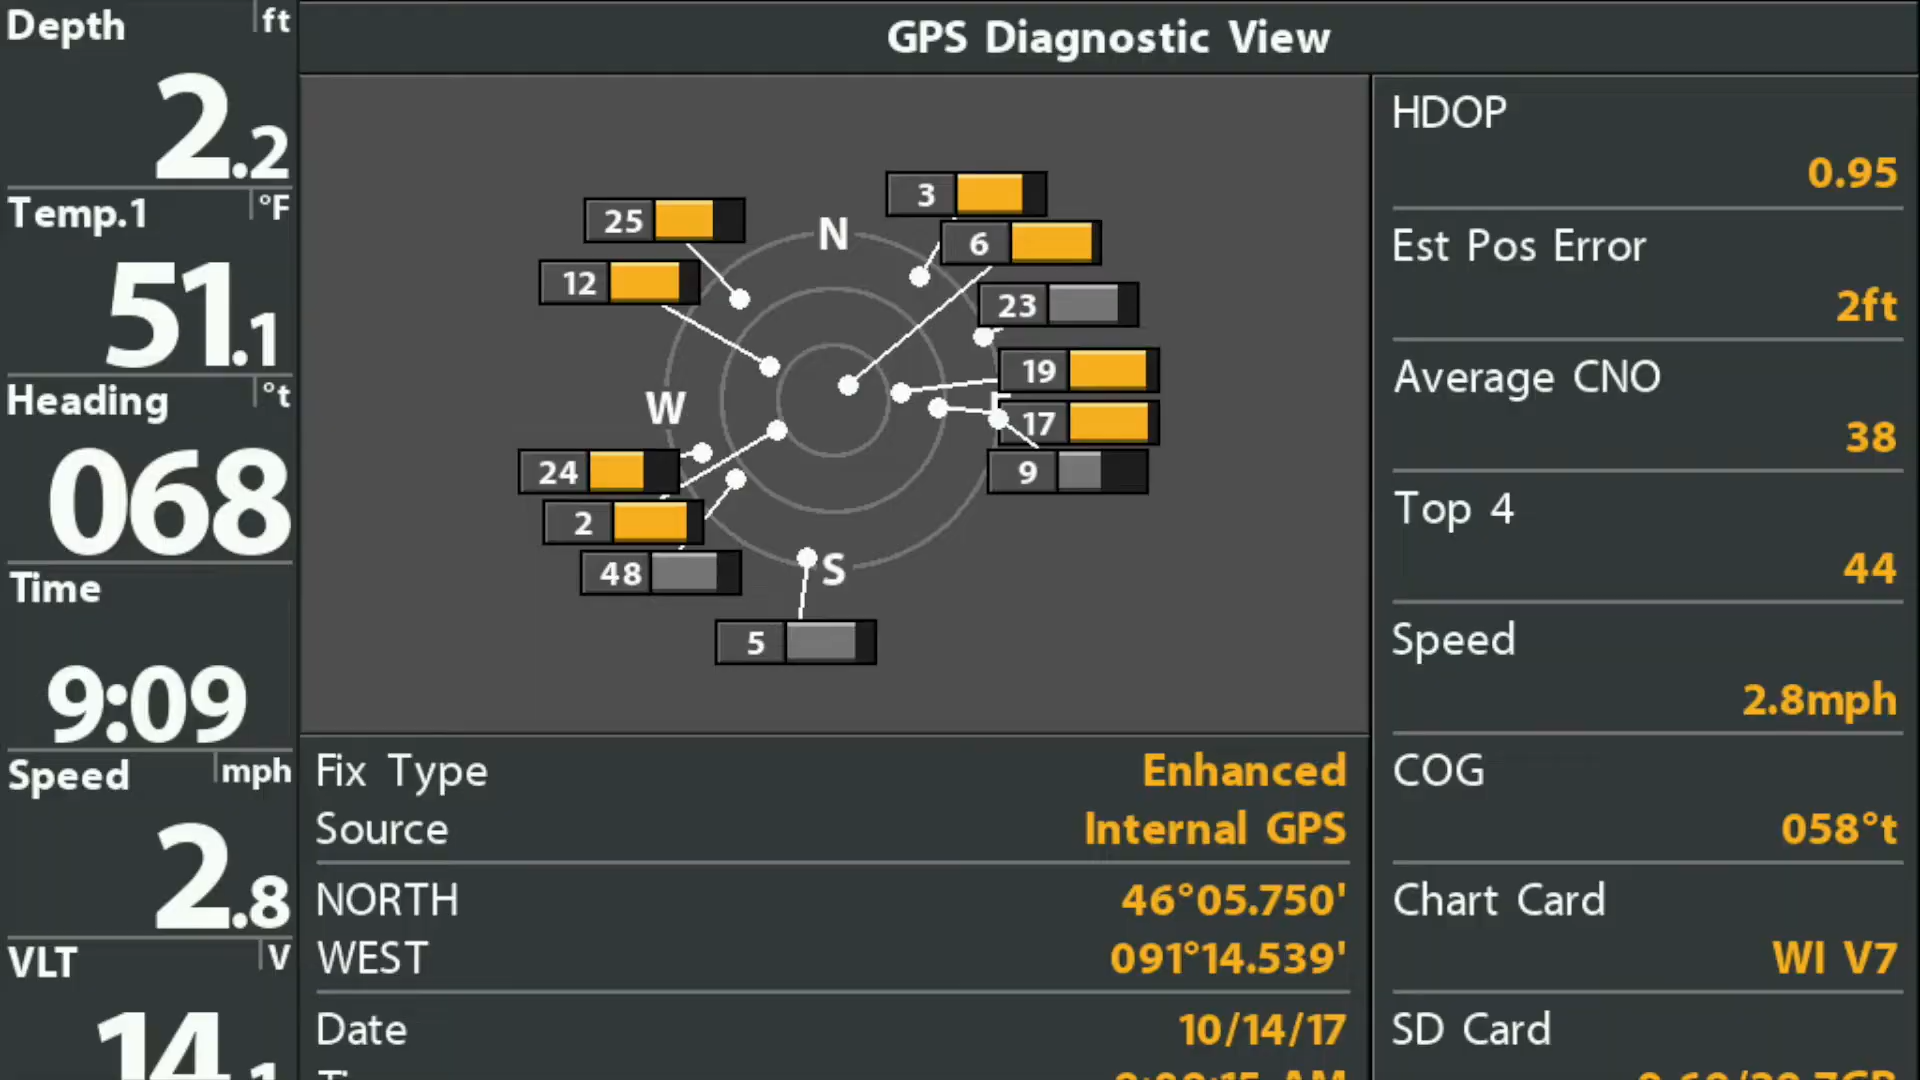 Depth ft
2.2
Temp.1 °F
51.1
Heading °t
068
Time
9:09
Speed mph
2.8
VLT V
14.1
GPS Diagnostic View
N
W
S
3
25
6
12
23
19
17
24
9
2
48
5
Fix Type Enhanced
Source Internal GPS
NORTH 46°05.750'
WEST 091°14.539'
Date 10/14/17
HDOP
0.95
Est Pos Error
2ft
Average CNO
38
Top 4
44
Speed
2.8mph
COG
058°t
Chart Card
WI V7
SD Card